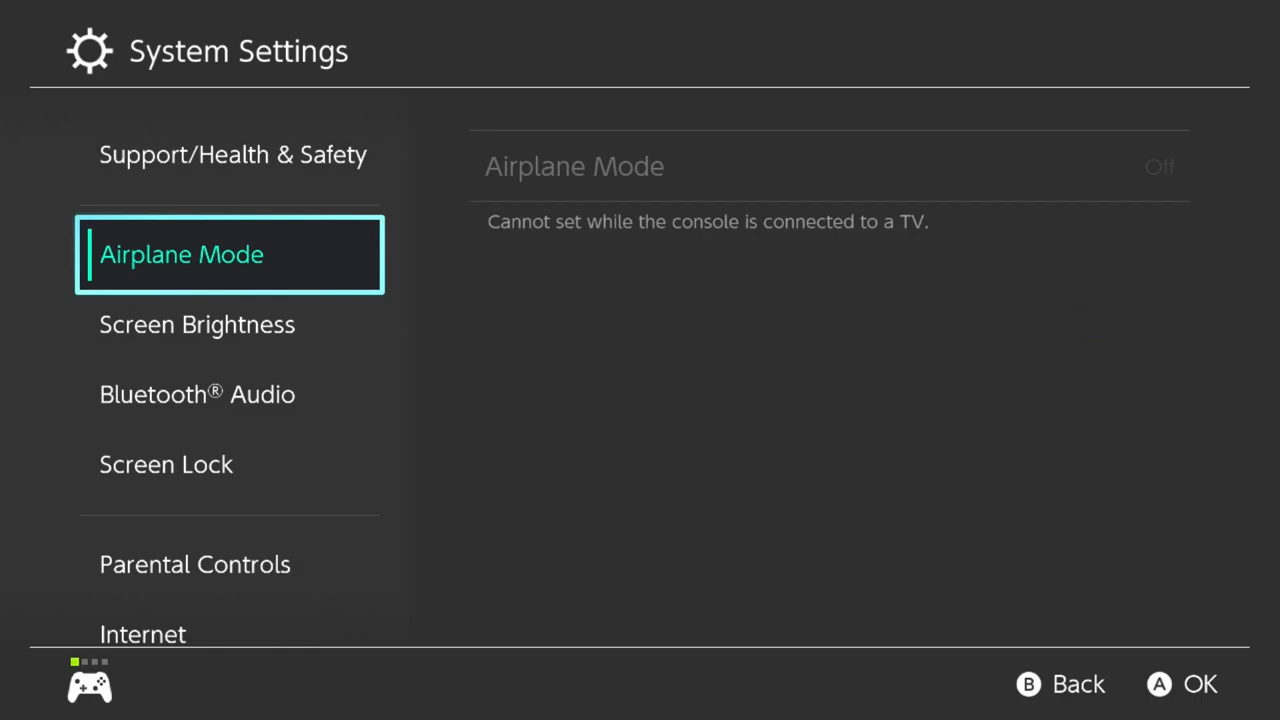 System Settings
Support/Health & Safety
Airplane Mode
Screen Brightness
Bluetooth® Audio
Screen Lock
Parental Controls
Internet
Airplane Mode Off
Cannot set while the console is connected to a TV.
B Back A OK